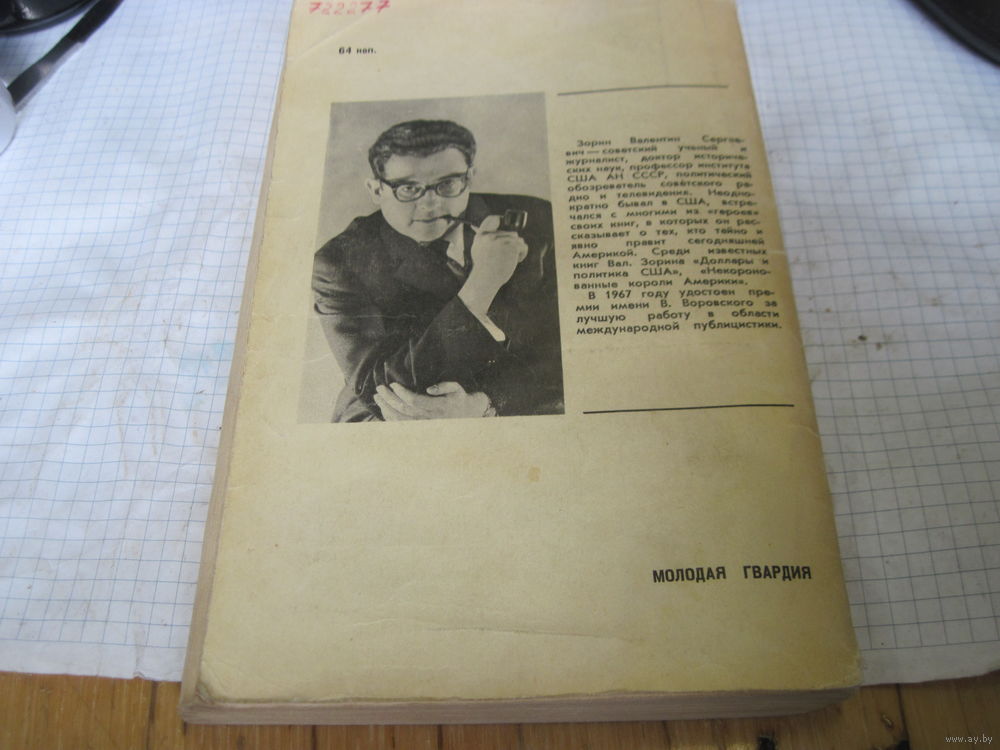 722277
64 коп.
Зорин Валентин Сергее-
вич — советский ученый и
журналист, доктор историче-
ских наук, профессор института
США АН СССР, политический
обозреватель советского ра-
дио и телевидения. Неодно-
кратно бывал в США, встре-
чался с многими из «героев»
своих книг, в которых он рас-
сказывает о тех, кто тайно и
явно правит сегодняшней
Америкой. Среди известных
книг Вал. Зорина «Доллары и
политика США», «Некороно-
ванные короли Америки».
В 1967 году удостоен пре-
мии имени В. Воровского за
лучшую работу в области
международной публицистики.
МОЛОДАЯ ГВАРДИЯ
www.ay.by